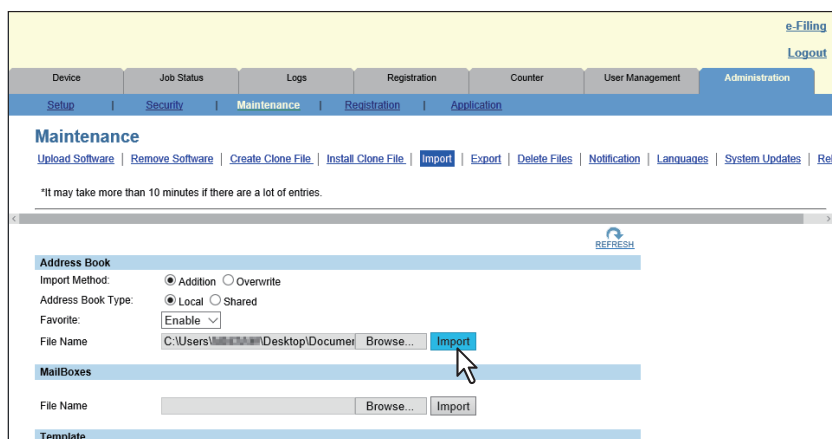 e-Filing
Logout
Device Job Status Logs Registration Counter User Management Administration
Setup | Security | Maintenance | Registration | Application
Maintenance
Upload Software | Remove Software | Create Clone File | Install Clone File | Import | Export | Delete Files | Notification | Languages | System Updates |
*It may take more than 10 minutes if there are a lot of entries.
REFRESH
Address Book
Import Method: Addition Overwrite
Address Book Type: Local Shared
Favorite: Enable
File Name C:\Users\ \Desktop\Documer Browse... Import
MailBoxes
File Name Browse... Import
Template